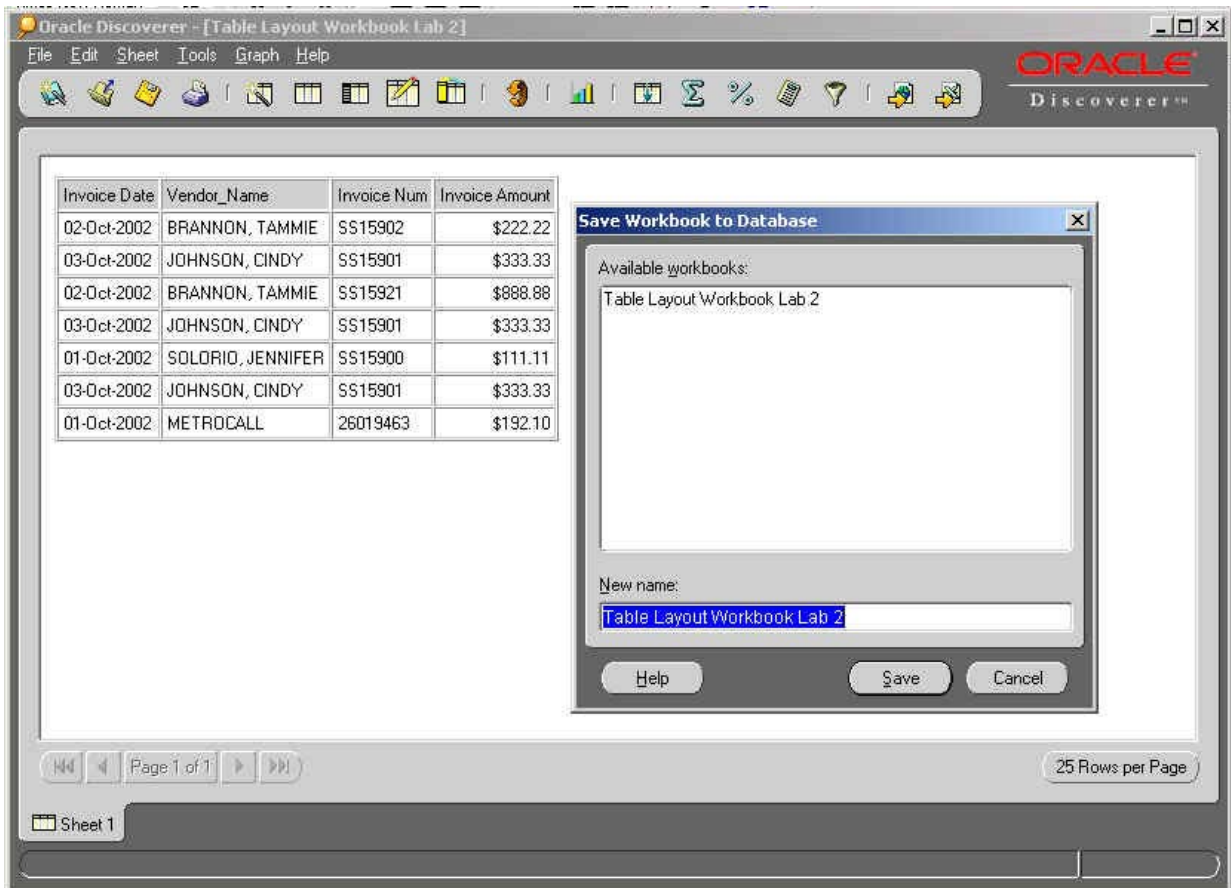 Oracle Discoverer - [Table Layout Workbook Lab 2]
File Edit Sheet Tools Graph Help
ORACLE
Discoverer™
Invoice Date Vendor_Name Invoice Num Invoice Amount
02-Oct-2002 BRANNON, TAMMIE SS15902 $222.22
03-Oct-2002 JOHNSON, CINDY SS15901 $333.33
02-Oct-2002 BRANNON, TAMMIE SS15921 $888.88
03-Oct-2002 JOHNSON, CINDY SS15901 $333.33
01-Oct-2002 SOLORIO, JENNIFER SS15900 $111.11
03-Oct-2002 JOHNSON, CINDY SS15901 $333.33
01-Oct-2002 METROCALL 26019463 $192.10
Save Workbook to Database
Available workbooks:
Table Layout Workbook Lab 2
New name:
Table Layout Workbook Lab 2
Help Save Cancel
Page 1 of 1
25 Rows per Page
Sheet 1